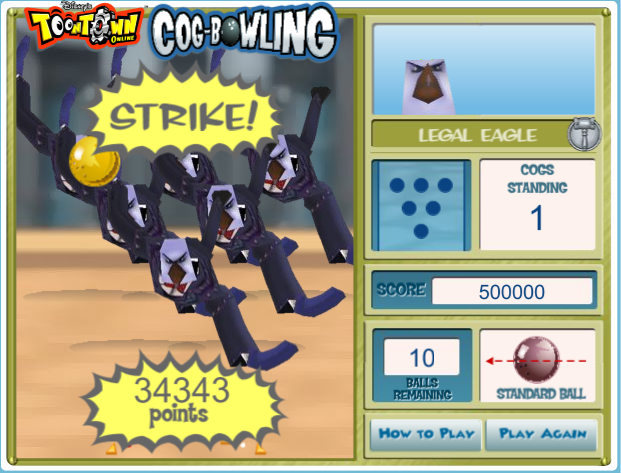 Disney's
TOONTOWN
ONLINE
COG-BOWLING
STRIKE!
34343
points
LEGAL EAGLE
COGS
STANDING
1
SCORE 500000
10
BALLS
REMAINING
STANDARD BALL
HOW TO PLAY PLAY AGAIN